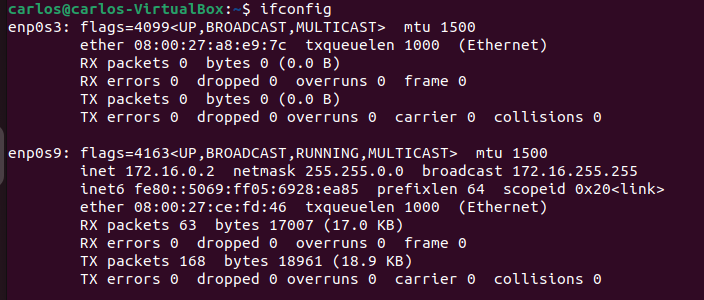 carlos@carlos-VirtualBox:~$ ifconfig
enp0s3: flags=4099<UP,BROADCAST,MULTICAST>  mtu 1500
        ether 08:00:27:a8:e9:7c  txqueuelen 1000  (Ethernet)
        RX packets 0  bytes 0 (0.0 B)
        RX errors 0  dropped 0  overruns 0  frame 0
        TX packets 0  bytes 0 (0.0 B)
        TX errors 0  dropped 0 overruns 0  carrier 0  collisions 0

enp0s9: flags=4163<UP,BROADCAST,RUNNING,MULTICAST>  mtu 1500
        inet 172.16.0.2  netmask 255.255.0.0  broadcast 172.16.255.255
        inet6 fe80::5069:ff05:6928:ea85  prefixlen 64  scopeid 0x20<link>
        ether 08:00:27:ce:fd:46  txqueuelen 1000  (Ethernet)
        RX packets 63  bytes 17007 (17.0 KB)
        RX errors 0  dropped 0  overruns 0  frame 0
        TX packets 168  bytes 18961 (18.9 KB)
        TX errors 0  dropped 0 overruns 0  carrier 0  collisions 0